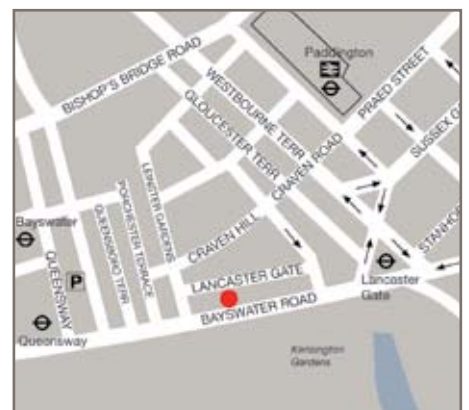 Paddington
BISHOP'S BRIDGE ROAD
WESTBOURNE TERR
GLOUCESTER TERR
PRAED STREET
SUSSEX G
CRAVEN ROAD
LEINSTER GARDENS
PORCHESTER TERRACE
QUEENSBORO TERR
Bayswater
QUEENSWAY
P
CRAVEN HILL
STANHOP
LANCASTER GATE
Lancaster
Gate
BAYSWATER ROAD
Queensway
Kensington
Gardens